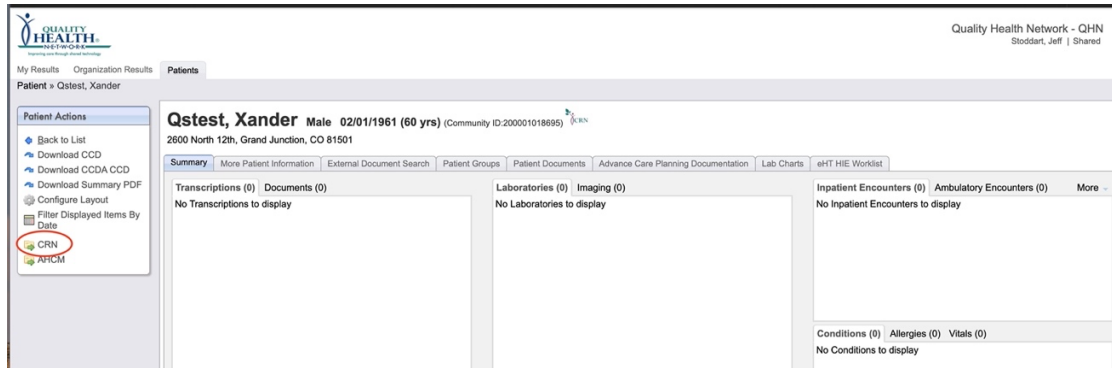 QUALITY
HEALTH
NETWORK
Improving care through shared technology
Quality Health Network - QHN
Stoddart, Jeff | Shared
My Results Organization Results Patients
Patient » Qstest, Xander
Patient Actions
Back to List
Download CCD
Download CCDA CCD
Download Summary PDF
Configure Layout
Filter Displayed Items By
Date
CRN
AHCM
Qstest, Xander Male 02/01/1961 (60 yrs) (Community ID:200001018695) CRN
2600 North 12th, Grand Junction, CO 81501
Summary More Patient Information External Document Search Patient Groups Patient Documents Advance Care Planning Documentation Lab Charts eHT HIE Worklist
Transcriptions (0) Documents (0)
No Transcriptions to display
Laboratories (0) Imaging (0)
No Laboratories to display
Inpatient Encounters (0) Ambulatory Encounters (0) More
No Inpatient Encounters to display
Conditions (0) Allergies (0) Vitals (0)
No Conditions to display